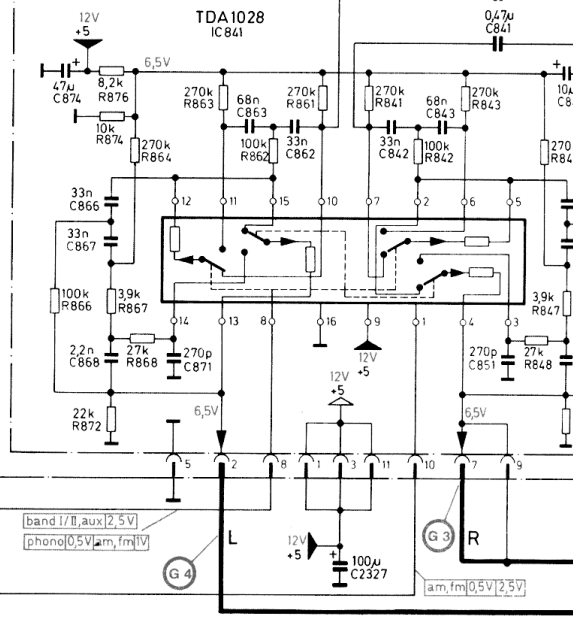 TDA1028
IC841
12V
+5
0,47µ
C841
6,5V
+
47µ
C874
8,2k
R876
10k
R874
270k
R864
270k
R863
68n
C863
270k
R861
100k
R862
33n
C862
270k
R841
68n
C843
270k
R843
33n
C842
100k
R842
+
10µ
270
R84
33n
C866
33n
C867
12
11
15
10
7
2
6
5
100k
R866
3,9k
R867
3,9k
R847
14
13
8
16
9
1
4
3
2,2n
C868
27k
R868
270p
C871
12V
+5
270p
C851
27k
R848
22k
R872
6,5V
12V
+5
6,5V
5
2
8
1
3
11
10
7
9
band I/II,aux 2,5V
phono 0,5V am,fm 1V
L
G4
12V
+5
+
100µ
C2327
G3
R
am,fm 0,5V 2,5V